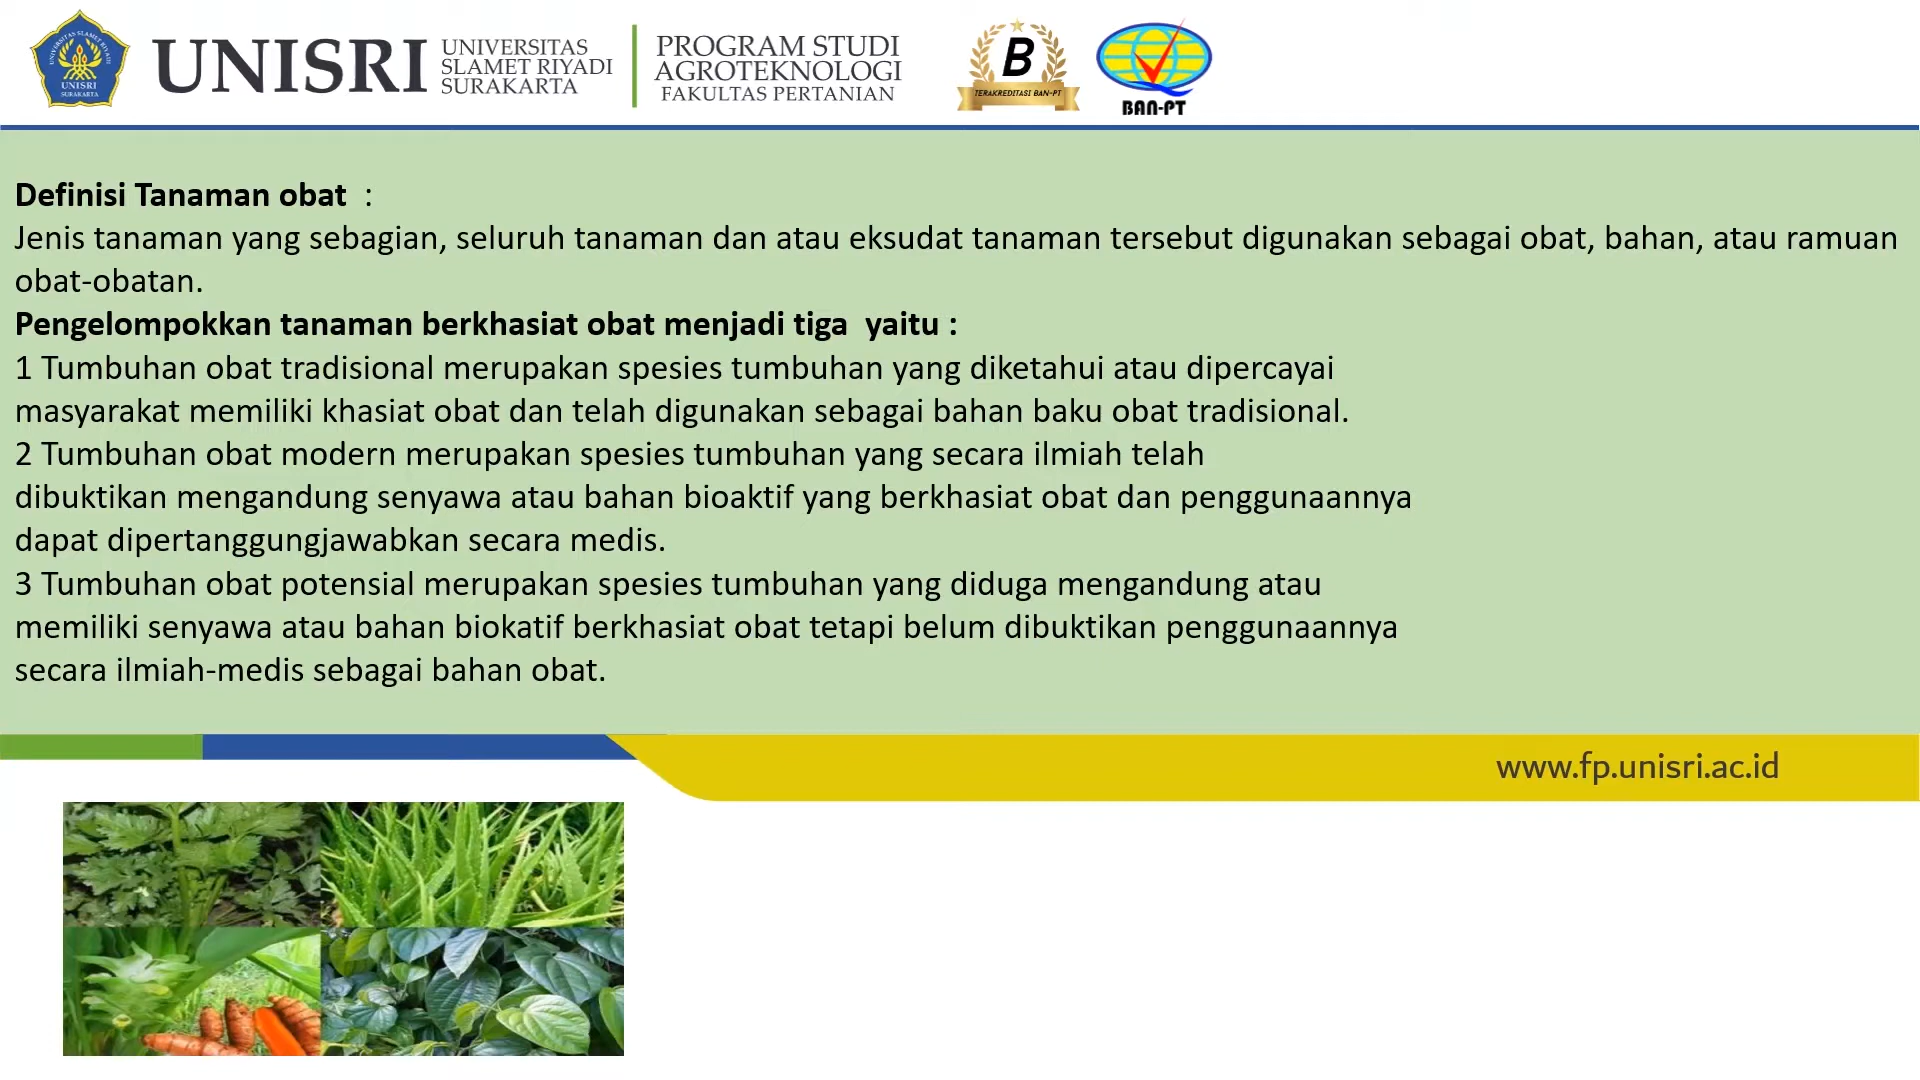 UNIVERSITAS SLAMET RIYADI
UNISRI
SURAKARTA
UNISRI
UNIVERSITAS
SLAMET RIYADI
SURAKARTA
PROGRAM STUDI
AGROTEKNOLOGI
FAKULTAS PERTANIAN
B
TERAKREDITASI BAN-PT
BAN-PT
Definisi Tanaman obat :
Jenis tanaman yang sebagian, seluruh tanaman dan atau eksudat tanaman tersebut digunakan sebagai obat, bahan, atau ramuan
obat-obatan.
Pengelompokkan tanaman berkhasiat obat menjadi tiga yaitu :
1 Tumbuhan obat tradisional merupakan spesies tumbuhan yang diketahui atau dipercayai
masyarakat memiliki khasiat obat dan telah digunakan sebagai bahan baku obat tradisional.
2 Tumbuhan obat modern merupakan spesies tumbuhan yang secara ilmiah telah
dibuktikan mengandung senyawa atau bahan bioaktif yang berkhasiat obat dan penggunaannya
dapat dipertanggungjawabkan secara medis.
3 Tumbuhan obat potensial merupakan spesies tumbuhan yang diduga mengandung atau
memiliki senyawa atau bahan biokatif berkhasiat obat tetapi belum dibuktikan penggunaannya
secara ilmiah-medis sebagai bahan obat.
www.fp.unisri.ac.id